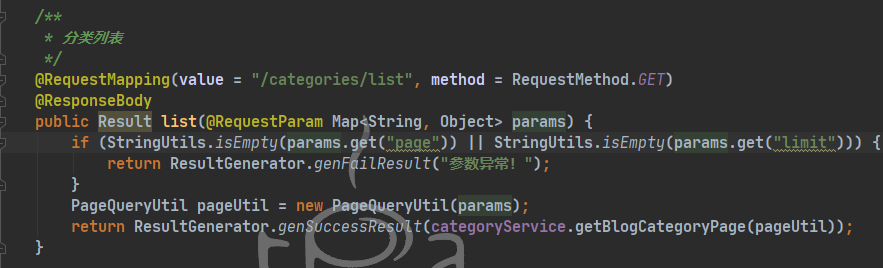 /**
 * 分类列表
 */
@RequestMapping(value = "/categories/list", method = RequestMethod.GET)
@ResponseBody
public Result list(@RequestParam Map<String, Object> params) {
    if (StringUtils.isEmpty(params.get("page")) || StringUtils.isEmpty(params.get("limit"))) {
        return ResultGenerator.genFailResult("参数异常！");
    }
    PageQueryUtil pageUtil = new PageQueryUtil(params);
    return ResultGenerator.genSuccessResult(categoryService.getBlogCategoryPage(pageUtil));
}